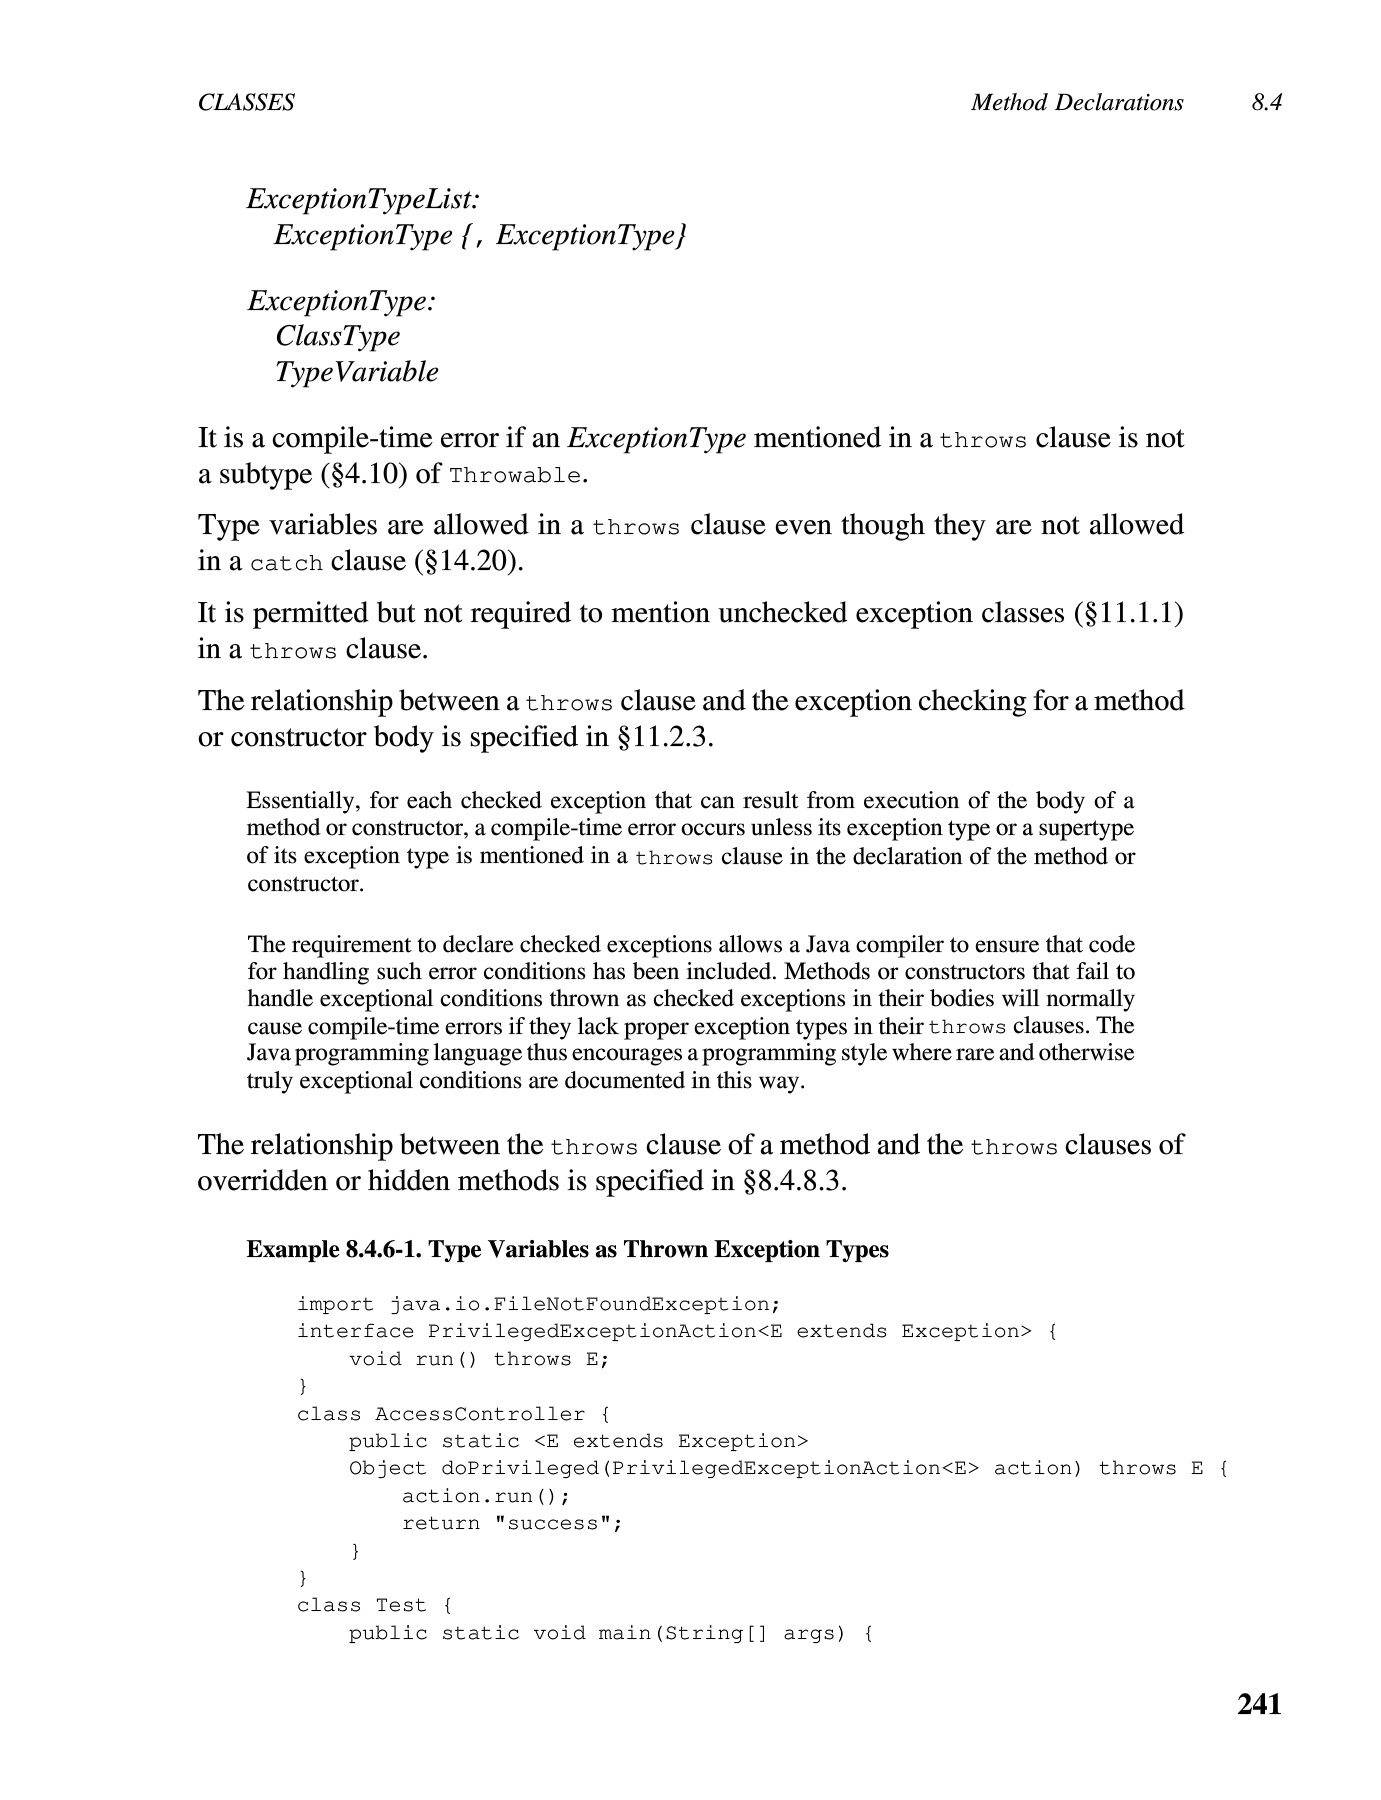 CLASSES Method Declarations 8.4
ExceptionTypeList:
ExceptionType {, ExceptionType}
ExceptionType:
ClassType
TypeVariable
It is a compile-time error if an ExceptionType mentioned in a throws clause is not
a subtype (§4.10) of Throwable.
Type variables are allowed in a throws clause even though they are not allowed
in a catch clause (§14.20).
It is permitted but not required to mention unchecked exception classes (§11.1.1)
in a throws clause.
The relationship between a throws clause and the exception checking for a method
or constructor body is specified in §11.2.3.
Essentially, for each checked exception that can result from execution of the body of a
method or constructor, a compile-time error occurs unless its exception type or a supertype
of its exception type is mentioned in a throws clause in the declaration of the method or
constructor.
The requirement to declare checked exceptions allows a Java compiler to ensure that code
for handling such error conditions has been included. Methods or constructors that fail to
handle exceptional conditions thrown as checked exceptions in their bodies will normally
cause compile-time errors if they lack proper exception types in their throws clauses. The
Java programming language thus encourages a programming style where rare and otherwise
truly exceptional conditions are documented in this way.
The relationship between the throws clause of a method and the throws clauses of
overridden or hidden methods is specified in §8.4.8.3.
Example 8.4.6-1. Type Variables as Thrown Exception Types
import java.io.FileNotFoundException;
interface PrivilegedExceptionAction<E extends Exception> {
    void run() throws E;
}
class AccessController {
    public static <E extends Exception>
    Object doPrivileged(PrivilegedExceptionAction<E> action) throws E {
        action.run();
        return "success";
    }
}
class Test {
    public static void main(String[] args) {
241